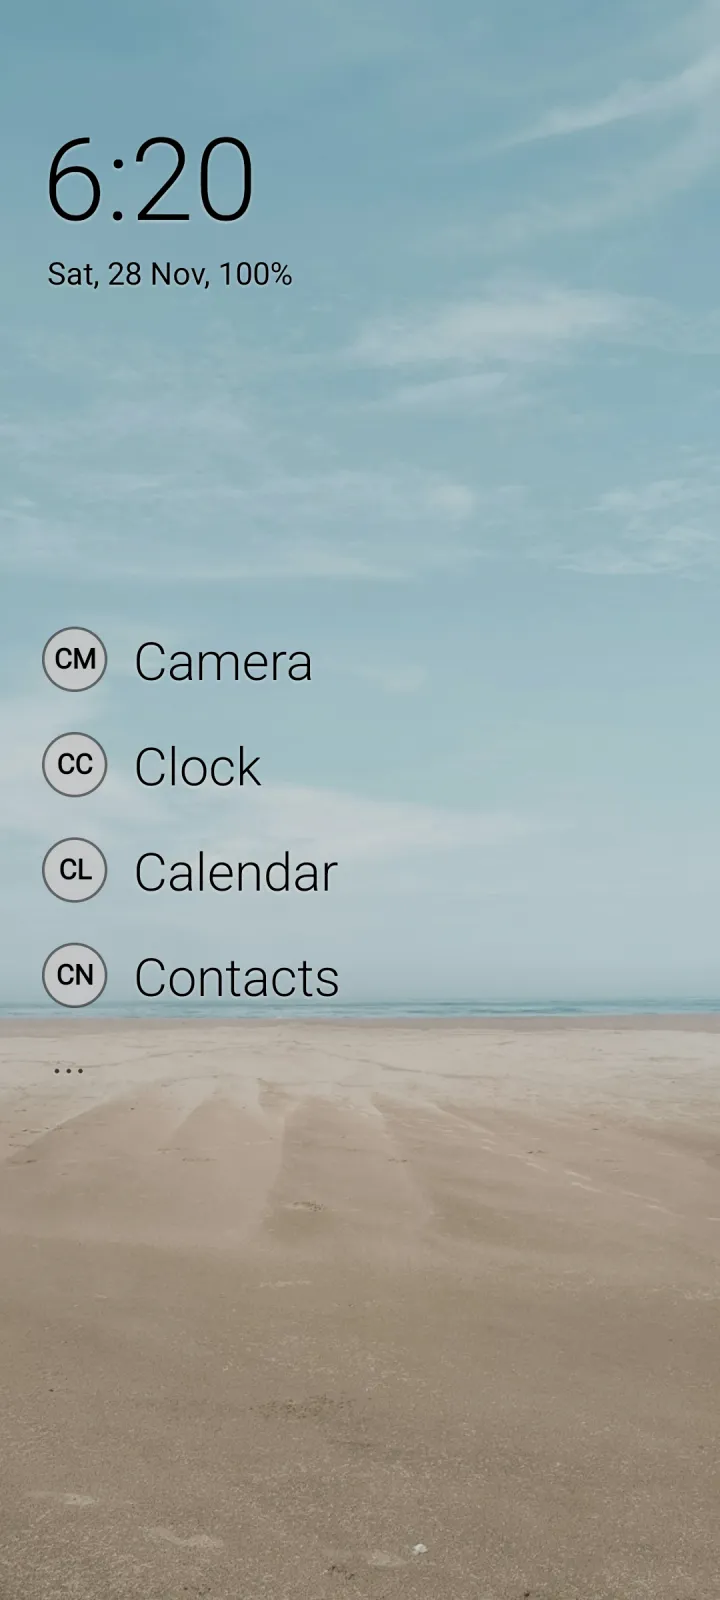 6:20
Sat, 28 Nov, 100%
CM Camera
CC Clock
CL Calendar
CN Contacts
...